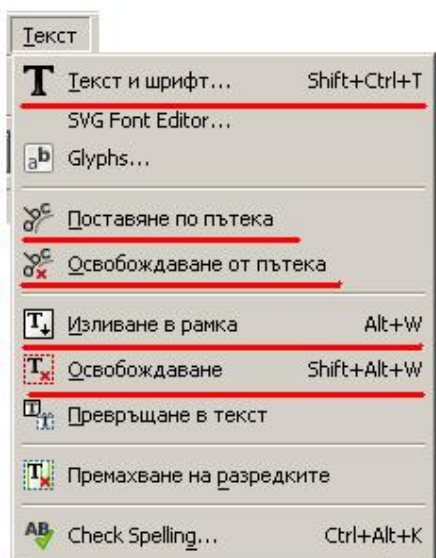 Текст
Текст и шрифт... Shift+Ctrl+T
SVG Font Editor...
Glyphs...
Поставяне по пътека
Освобождаване от пътека
Изливане в рамка Alt+W
Освобождаване Shift+Alt+W
Превръщане в текст
Премахване на разредките
Check Spelling... Ctrl+Alt+K